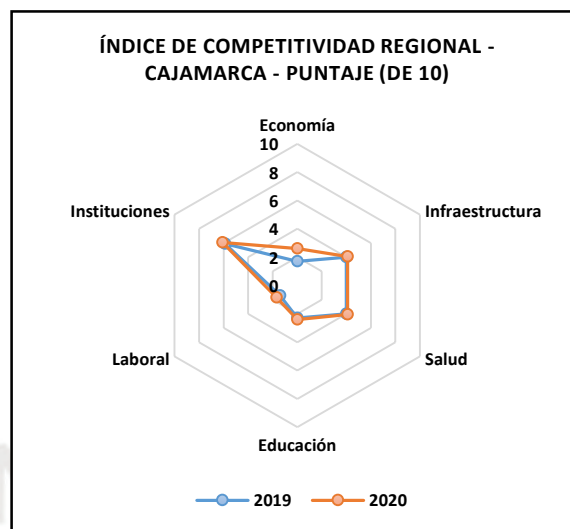 ÍNDICE DE COMPETITIVIDAD REGIONAL -
CAJAMARCA - PUNTAJE (DE 10)
Economía
10
8
6
4
2
0
Instituciones
Infraestructura
Laboral
Salud
Educación
2019
2020